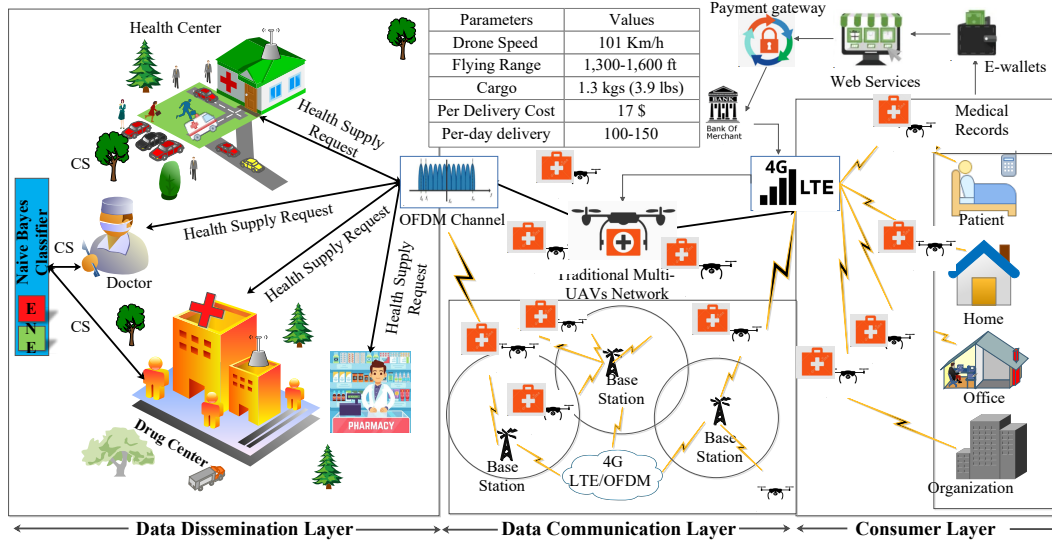 Health Center
Parameters Values
Drone Speed 101 Km/h
Flying Range 1,300-1,600 ft
Cargo 1.3 kgs (3.9 lbs)
Per Delivery Cost 17 $
Per-day delivery 100-150
Payment gateway
Web Services
E-wallets
BANK
Bank Of
Merchant
Medical
Records
Health Supply
Request
CS
4G
LTE
OFDM Channel
Naive Bayes
Classifier
E
N E
CS
Doctor
CS
Health Supply Request
Health Supply Request
Health Supply
Request
Traditional Multi-
UAVs Network
Patient
Home
Office
Organization
Base
Station
Base
Station
Base
Station
4G
LTE/OFDM
PHARMACY
Drug Center
Data Dissemination Layer
Data Communication Layer
Consumer Layer